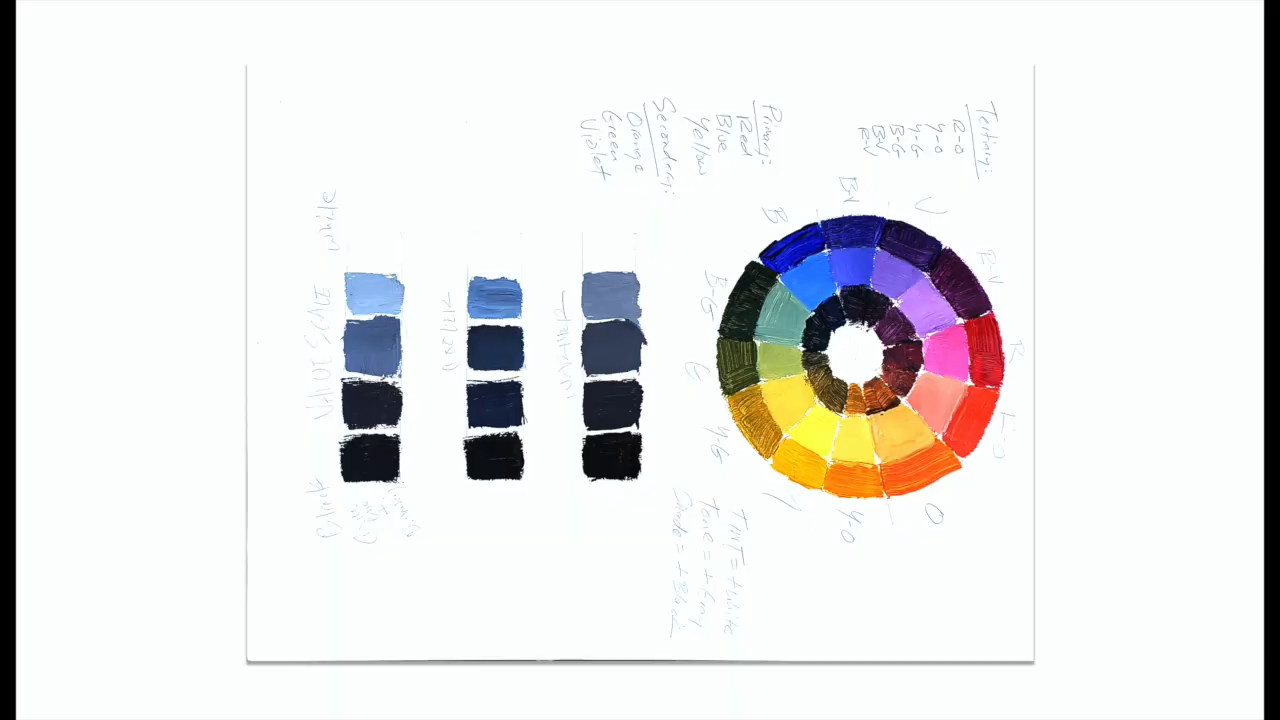 Tertiary:
R-O
Y-O
Y-G
B-G
B-V
R-V
Primary:
Red
Blue
Yellow
Secondary:
Orange
Green
Violet
BV
V
R-V
R
O
Y-O
Y
Y-G
G
B-G
B
TINT = +White
Tone = +Grey
Shade = +Black
White
VALUE SCALE
Black